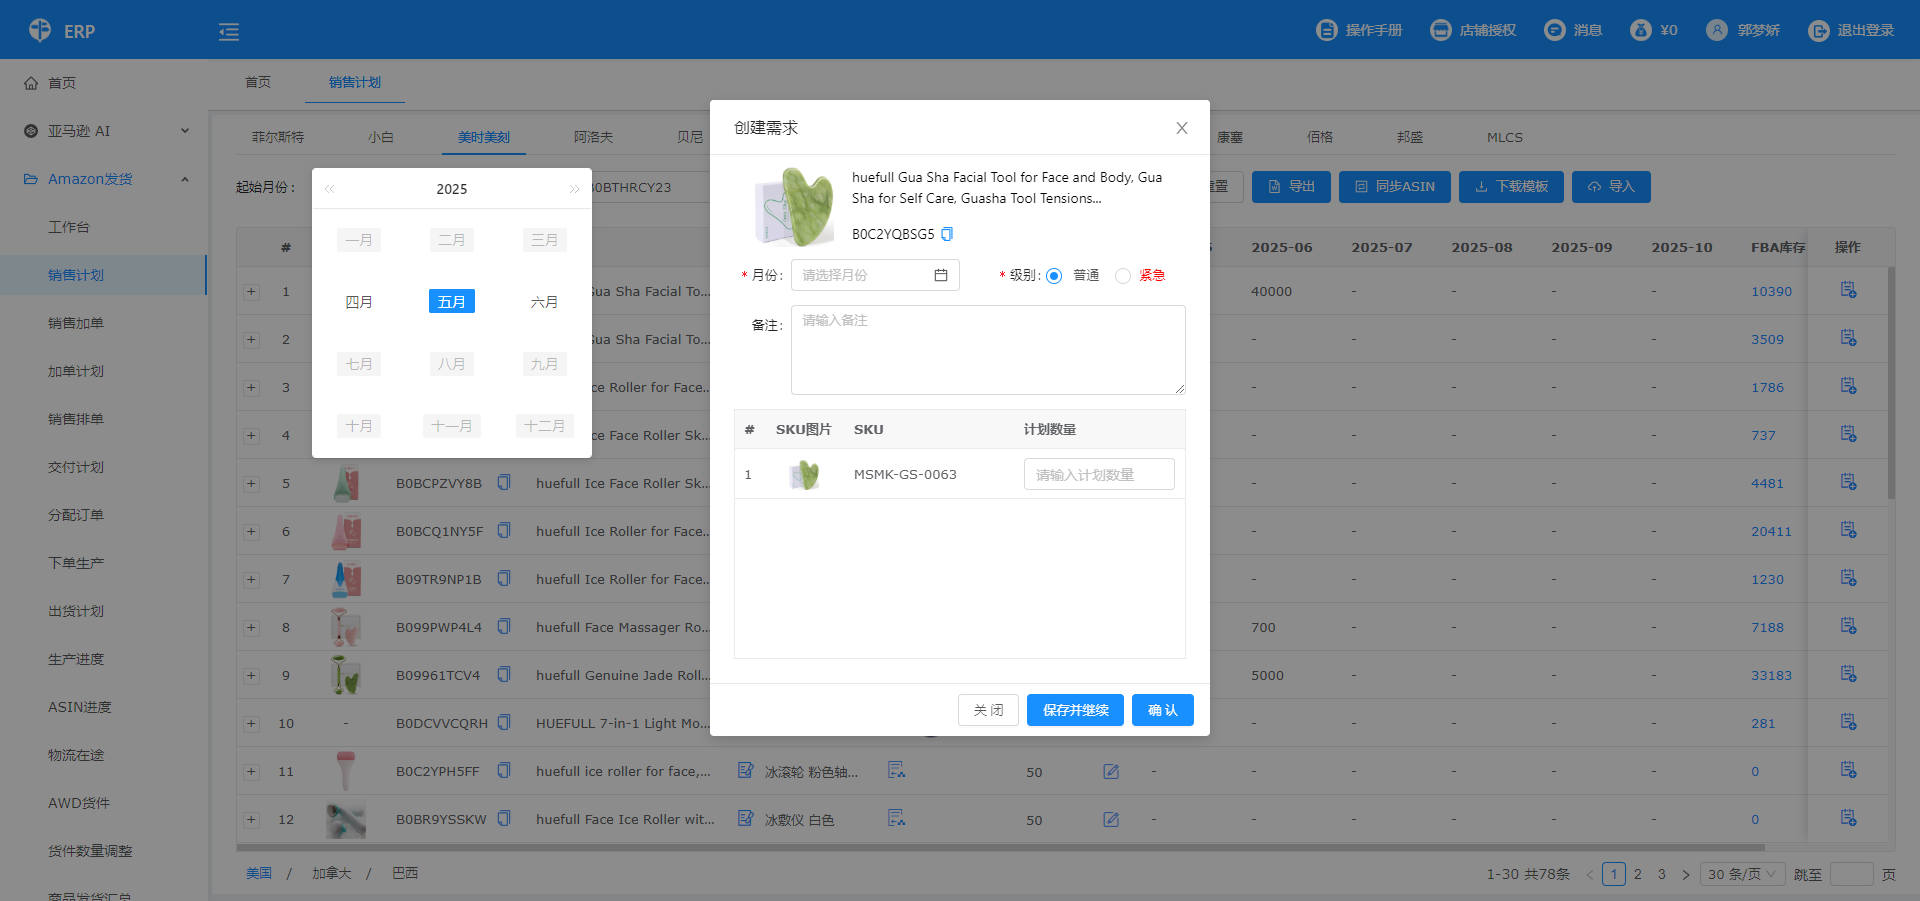 ERP
操作手册
店铺授权
消息
¥0
郭梦娇
退出登录
首页
亚马逊 AI
Amazon发货
工作台
销售计划
销售加单
加单计划
销售排单
交付计划
分配订单
下单生产
出货计划
生产进度
ASIN进度
物流在途
AWD货件
货件数量调整
商品发货汇总
首页 销售计划
菲尔斯特 小白 美时美刻 阿洛夫 贝尼 康塞 佰格 邦盛 MLCS
起始月份:
B0BTHRCY23
导出
同步ASIN
下载模板
导入
2025
一月 二月 三月
四月 五月 六月
七月 八月 九月
十月 十一月 十二月
创建需求
huefull Gua Sha Facial Tool for Face and Body, Gua
Sha for Self Care, Guasha Tool Tensions...
B0C2YQBSG5
* 月份: 请选择月份 * 级别: 普通 紧急
备注: 请输入备注
# SKU图片 SKU 计划数量
1 MSMK-GS-0063 请输入计划数量
关 闭 保存并继续 确 认
# 2025-06 2025-07 2025-08 2025-09 2025-10 FBA库存 操作
1 Gua Sha Facial To... 40000 - - - - 10390
2 Gua Sha Facial To... - - - - - 3509
3 Ice Roller for Face... - - - - - 1786
4 Ice Face Roller Sk... - - - - - 737
5 B0BCPZVY8B huefull Ice Face Roller Sk... - - - - - 4481
6 B0BCQ1NY5F huefull Ice Roller for Face... - - - - - 20411
7 B09TR9NP1B huefull Ice Roller for Face... - - - - - 1230
8 B099PWP4L4 huefull Face Massager Ro... 700 - - - - 7188
9 B09961TCV4 huefull Genuine Jade Roll... 5000 - - - - 33183
10 - B0DCVVCQRH HUEFULL 7-in-1 Light Mo... - - - - - 281
11 B0C2YPH5FF huefull ice roller for face,... 冰滚轮 粉色轴... 50 - - - - - - 0
12 B0BR9YSSKW huefull Face Ice Roller wit... 冰敷仪 白色 50 - - - - - - 0
美国 / 加拿大 / 巴西
1-30 共78条 < 1 2 3 > 30 条/页 跳至 页